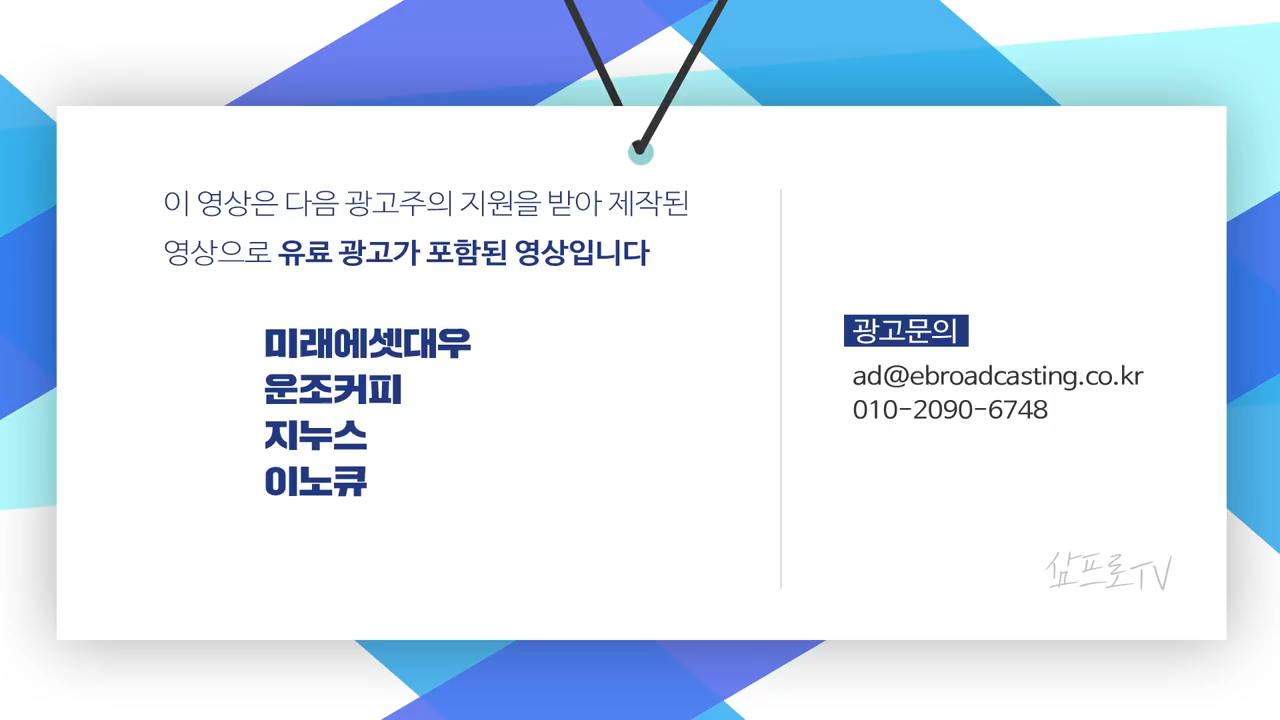 이 영상은 다음 광고주의 지원을 받아 제작된
영상으로 유료 광고가 포함된 영상입니다
미래에셋대우
운조커피
지누스
이노큐
광고문의
ad@ebroadcasting.co.kr
010-2090-6748
삼프로TV